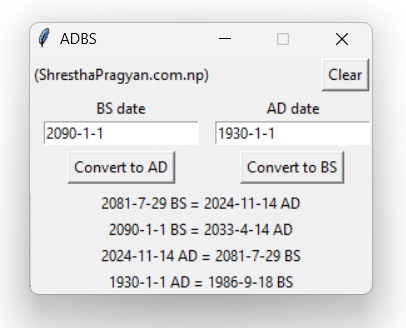 ADBS
(ShresthaPragyan.com.np) Clear
BS date AD date
2090-1-1 1930-1-1
Convert to AD Convert to BS
2081-7-29 BS = 2024-11-14 AD
2090-1-1 BS = 2033-4-14 AD
2024-11-14 AD = 2081-7-29 BS
1930-1-1 AD = 1986-9-18 BS